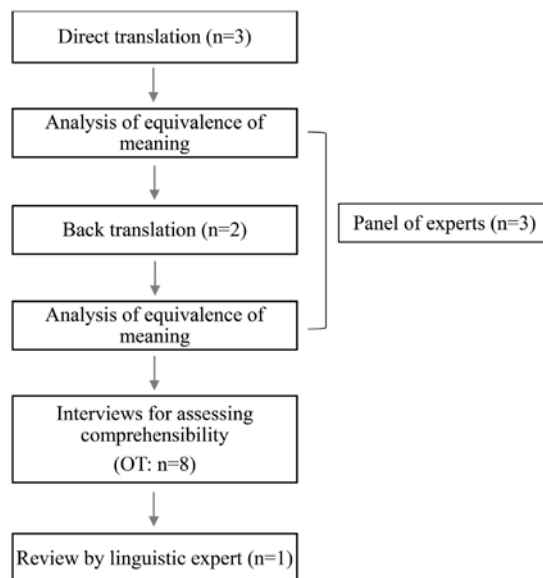 Direct translation (n=3)
Analysis of equivalence of
meaning
Back translation (n=2)
Panel of experts (n=3)
Analysis of equivalence of
meaning
Interviews for assessing
comprehensibility
(OT: n=8)
Review by linguistic expert (n=1)